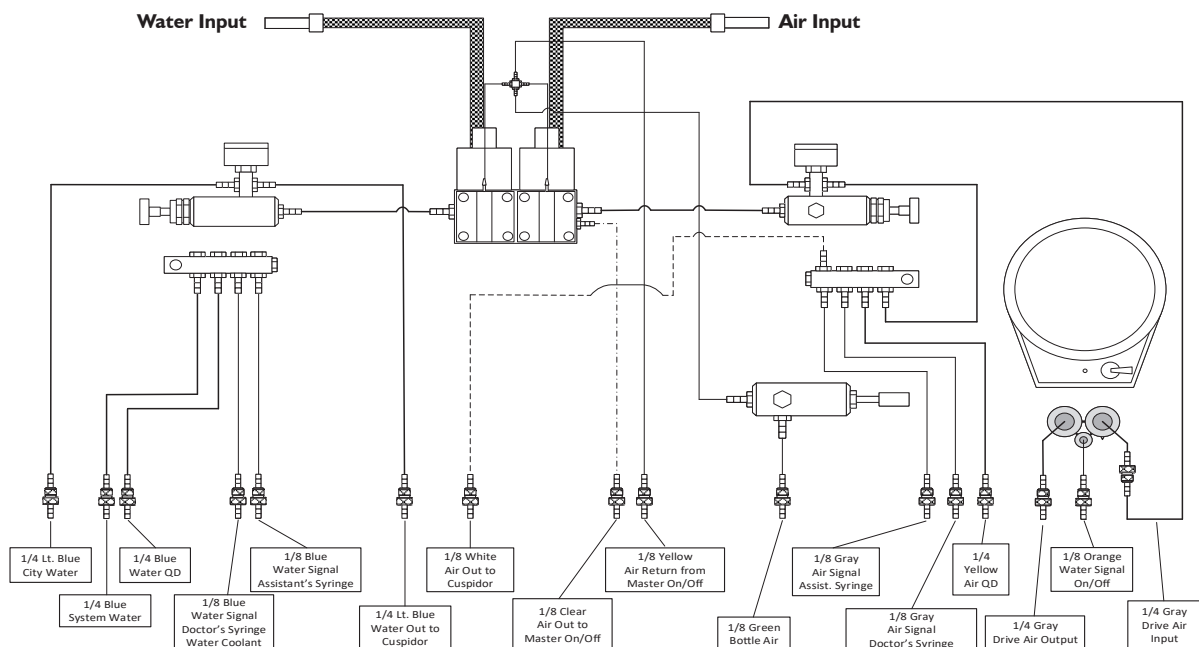 Water Input
Air Input
1/4 Lt. Blue
City Water
1/4 Blue
System Water
1/4 Blue
Water QD
1/8 Blue
Water Signal
Doctor's Syringe
Water Coolant
1/8 Blue
Water Signal
Assistant's Syringe
1/4 Lt. Blue
Water Out to
Cuspidor
1/8 White
Air Out to
Cuspidor
1/8 Clear
Air Out to
Master On/Off
1/8 Yellow
Air Return from
Master On/Off
1/8 Green
Bottle Air
1/8 Gray
Air Signal
Assist. Syringe
1/8 Gray
Air Signal
Doctor's Syringe
1/4
Yellow
Air QD
1/4 Gray
Drive Air Output
1/8 Orange
Water Signal
On/Off
1/4 Gray
Drive Air
Input